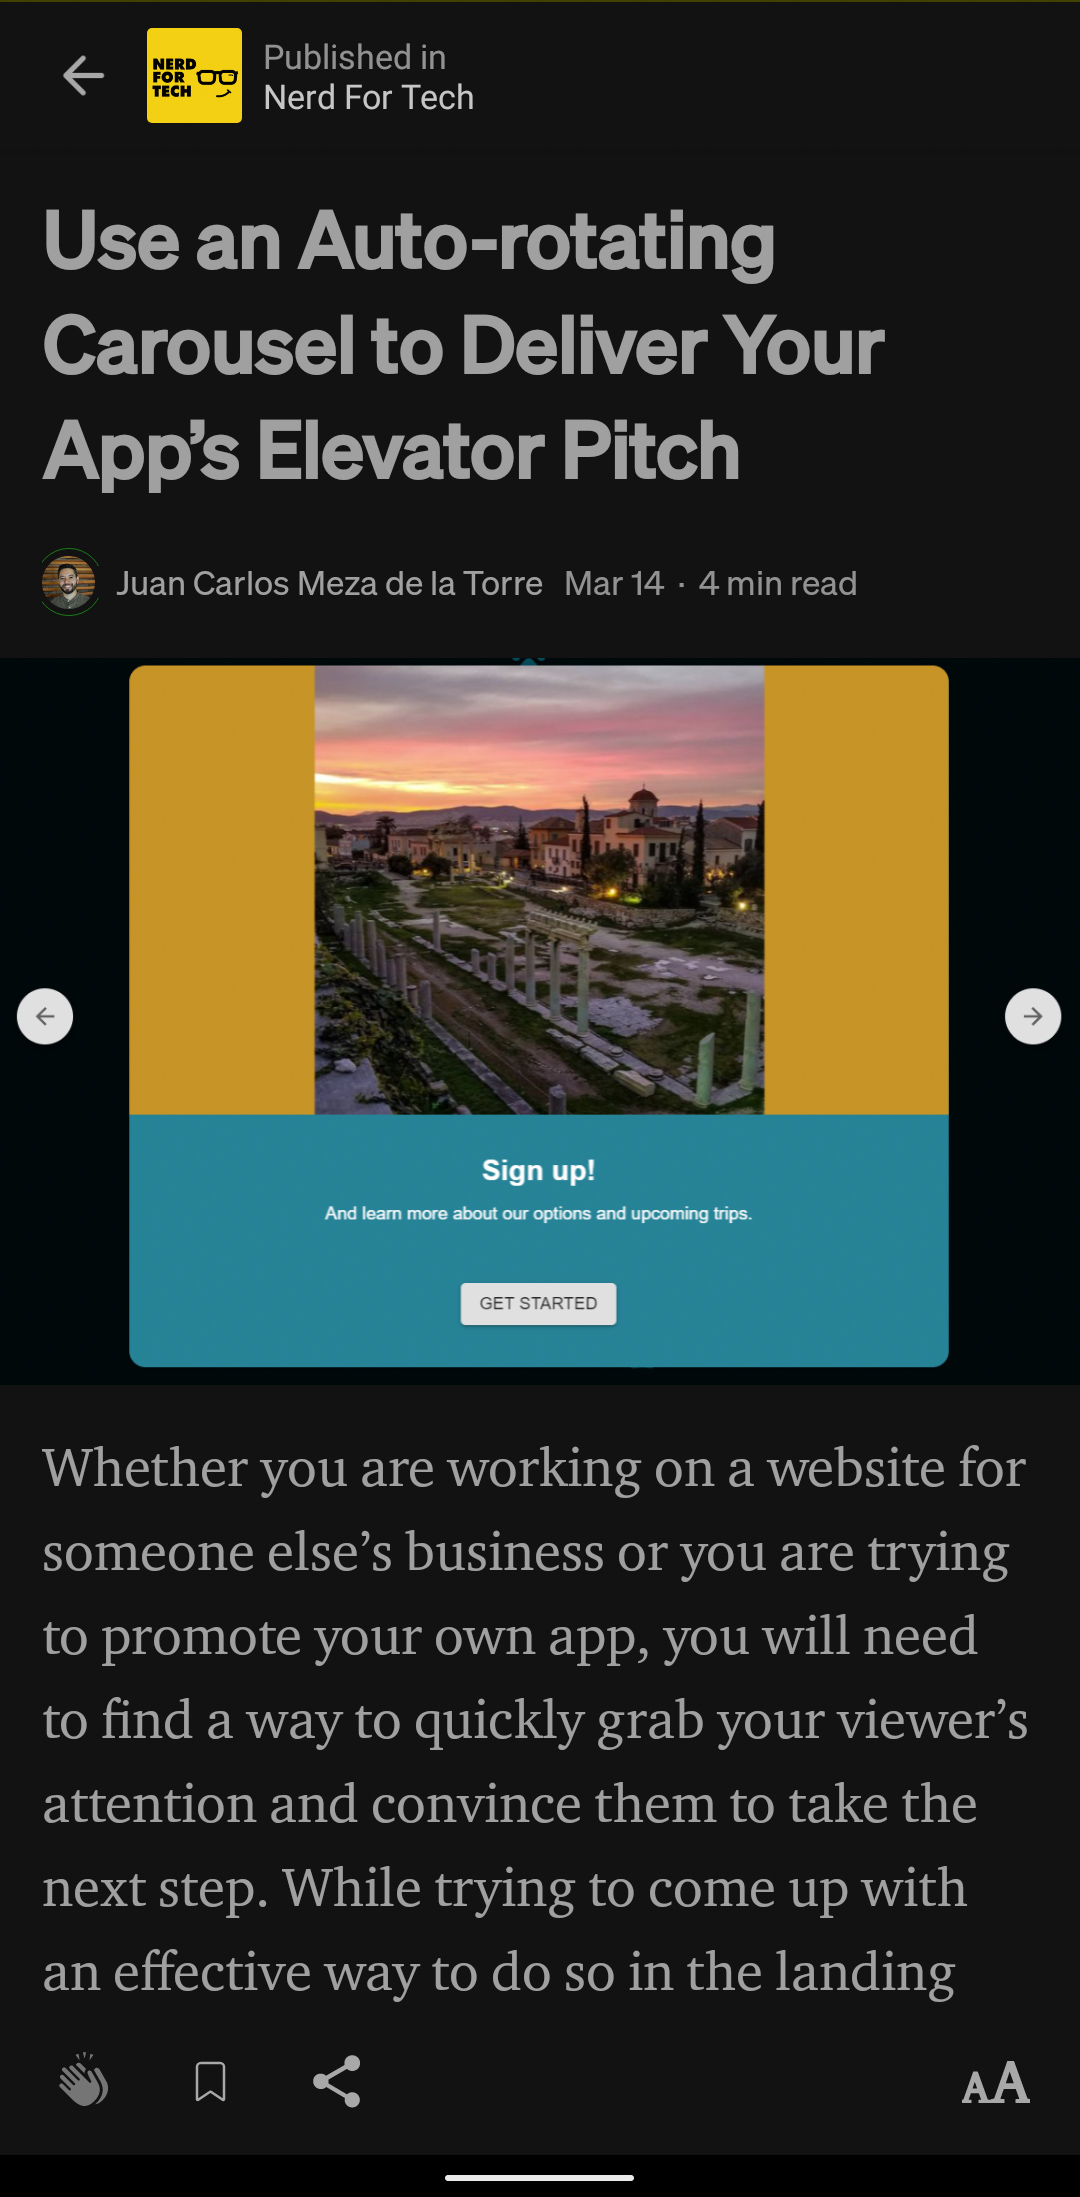 NERD
FOR
TECH
Published in
Nerd For Tech
Use an Auto-rotating
Carousel to Deliver Your
App’s Elevator Pitch
Juan Carlos Meza de la Torre Mar 14 · 4 min read
Sign up!
And learn more about our options and upcoming trips.
GET STARTED
Whether you are working on a website for
someone else’s business or you are trying
to promote your own app, you will need
to find a way to quickly grab your viewer’s
attention and convince them to take the
next step. While trying to come up with
an effective way to do so in the landing
AA